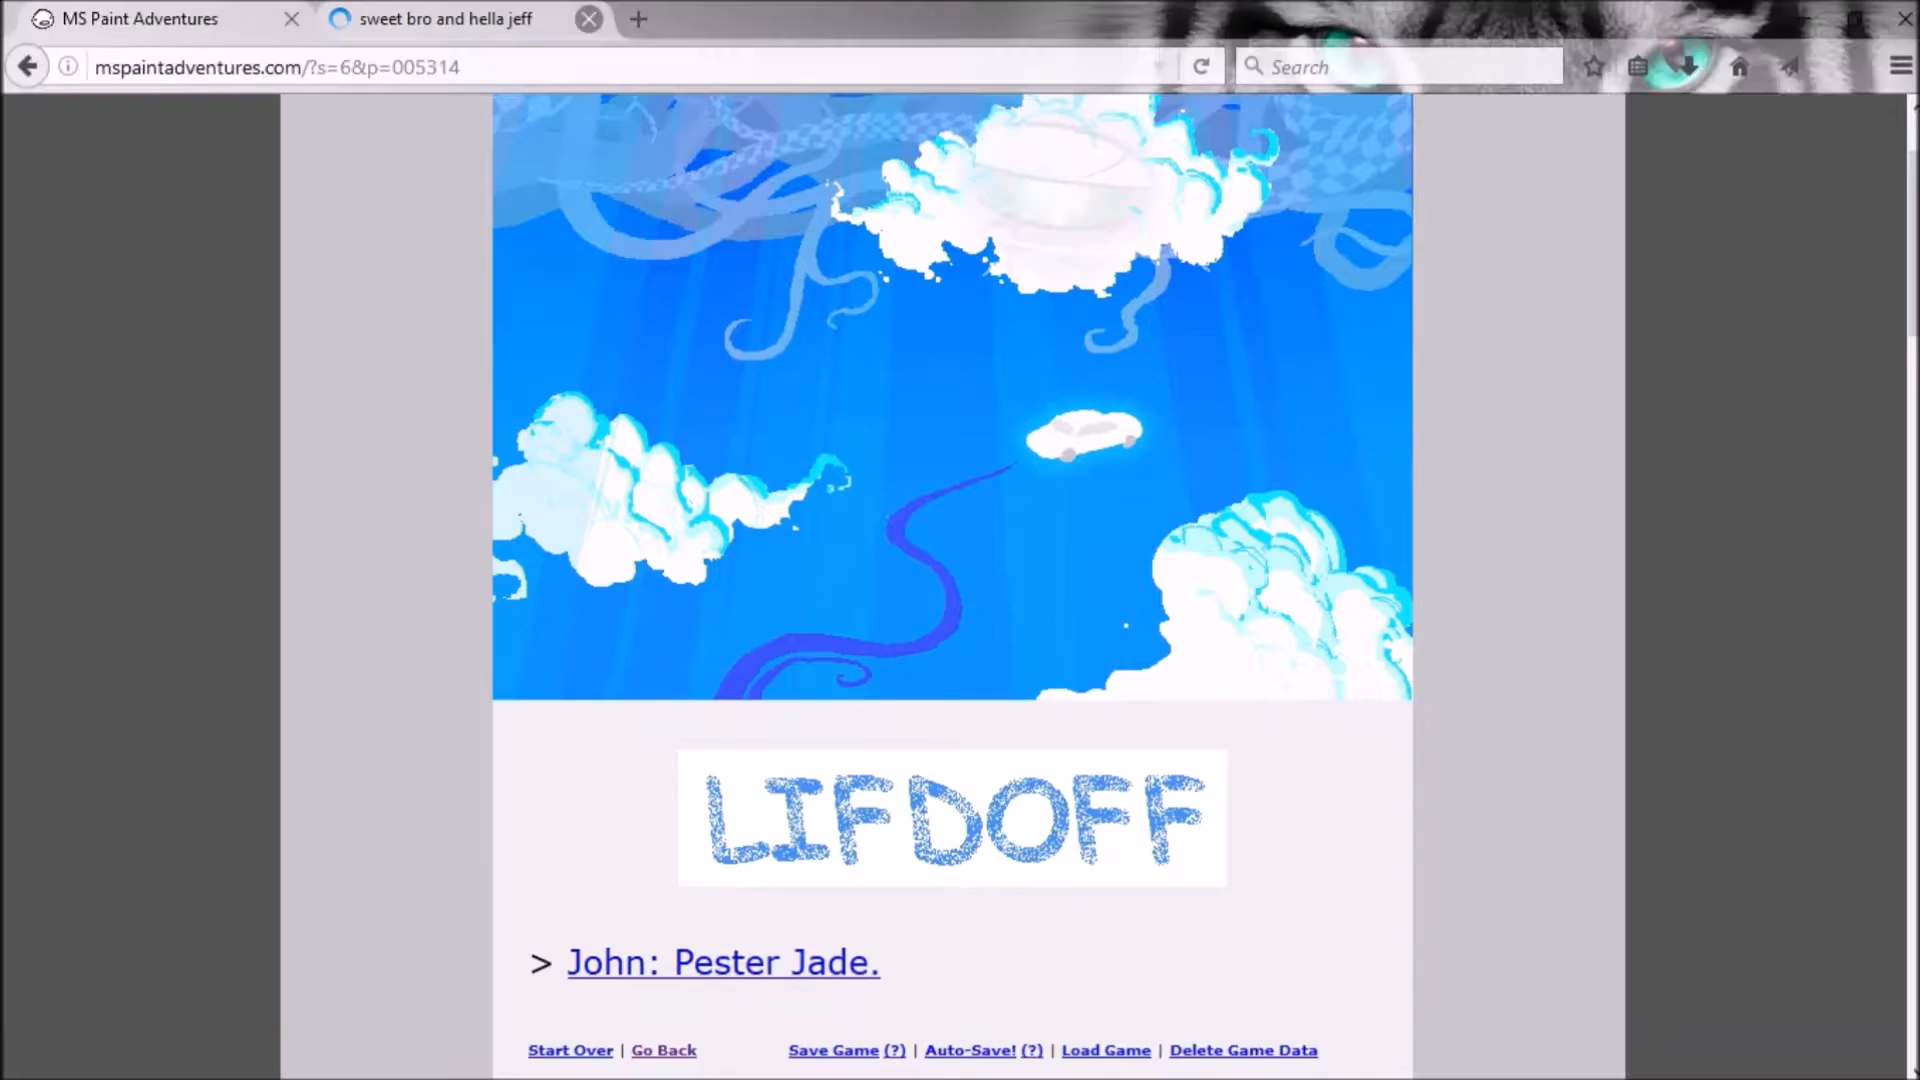 MS Paint Adventures
sweet bro and hella jeff
mspaintadventures.com/?s=6&p=005314
Search
LIFDOFF
> John: Pester Jade.
Start Over | Go Back
Save Game (?) | Auto-Save! (?) | Load Game | Delete Game Data